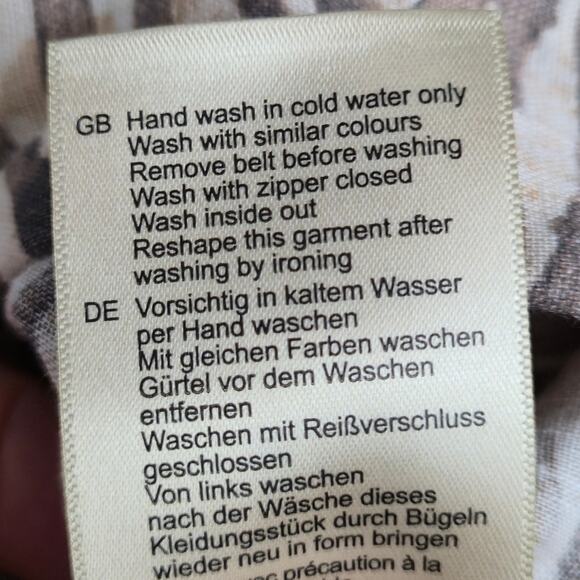 GB Hand wash in cold water only
Wash with similar colours
Remove belt before washing
Wash with zipper closed
Wash inside out
Reshape this garment after
washing by ironing
DE Vorsichtig in kaltem Wasser
per Hand waschen
Mit gleichen Farben waschen
Gürtel vor dem Waschen
entfernen
Waschen mit Reißverschluss
geschlossen
Von links waschen
nach der Wäsche dieses
Kleidungsstück durch Bügeln
wieder neu in form bringen
précaution à la